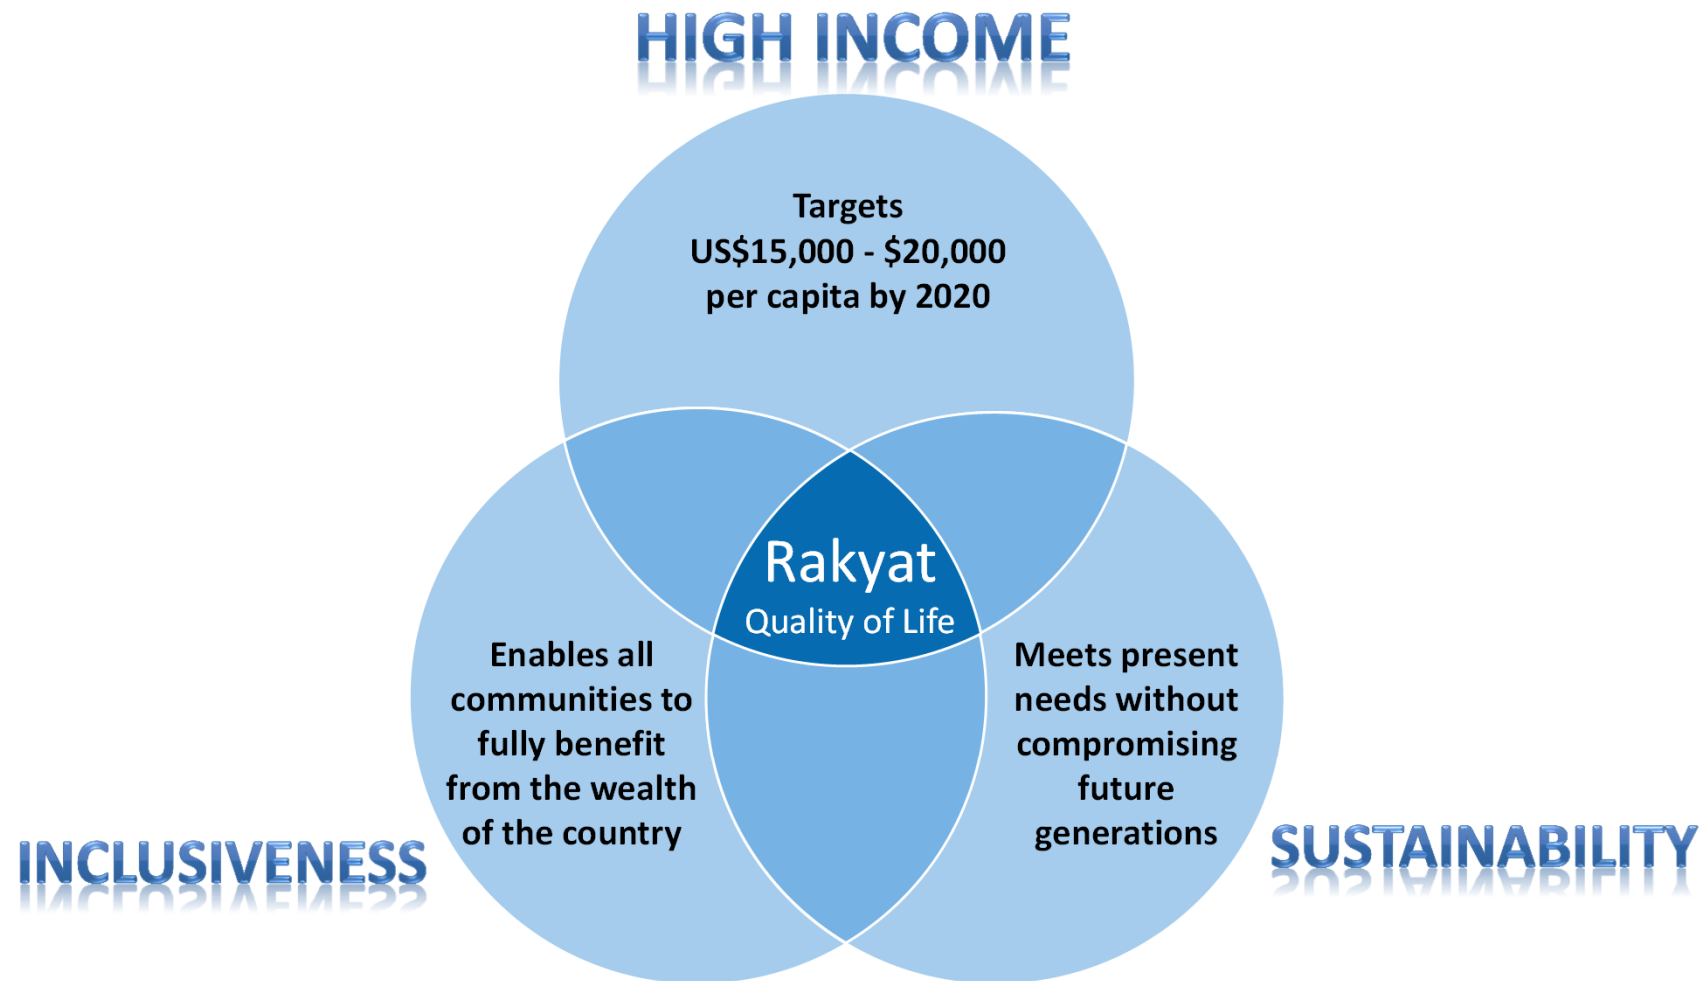 HIGH INCOME
Targets
US$15,000 - $20,000
per capita by 2020
Rakyat
Quality of Life
Enables all
communities to
fully benefit
from the wealth
of the country
Meets present
needs without
compromising
future
generations
INCLUSIVENESS
SUSTAINABILITY